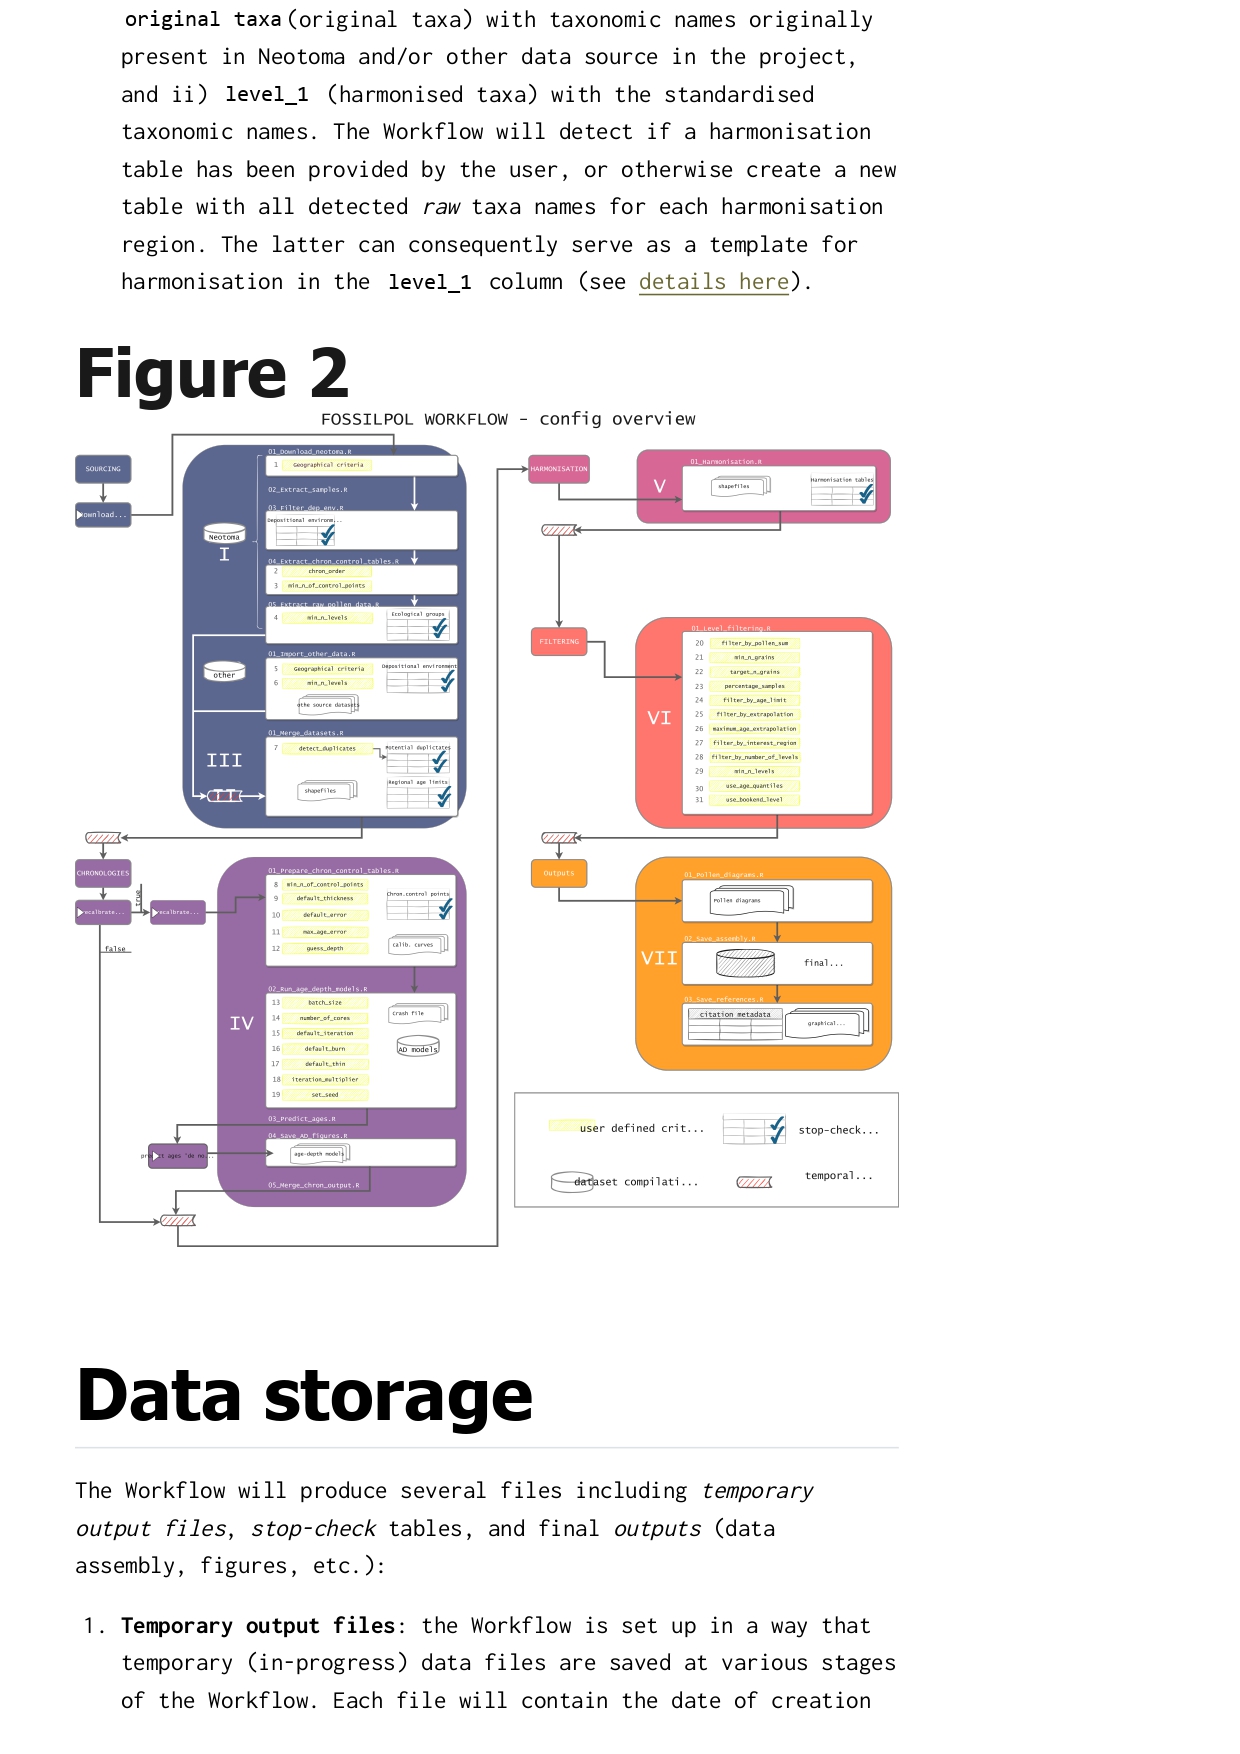 original taxa (original taxa) with taxonomic names originally
present in Neotoma and/or other data source in the project,
and ii) level_1 (harmonised taxa) with the standardised
taxonomic names. The Workflow will detect if a harmonisation
table has been provided by the user, or otherwise create a new
table with all detected raw taxa names for each harmonisation
region. The latter can consequently serve as a template for
harmonisation in the level_1 column (see details here).
Figure 2
FOSSILPOL WORKFLOW - config overview
SOURCING
Download...
Neotoma
I
01_Download_neotoma.R
1 Geographical criteria
02_Extract_samples.R
03_Filter_dep_env.R
Depositional environm...
04_Extract_chron_control_tables.R
2 chron_order
3 min_n_of_control_points
05_Extract_raw_pollen_data.R
4 min_n_levels
Ecological groups
other
01_Import_other_data.R
5 Geographical criteria
6 min_n_levels
Depositional environment
othe source datasets
III
II
01_Merge_datasets.R
7 detect_duplicates
Potential duplictates
shapefiles
Regional age limits
CHRONOLOGIES
recalbrate...
true
recalbrate...
false
IV
01_Prepare_chron_control_tables.R
8 min_n_of_control_points
9 default_thickness
10 default_error
11 max_age_error
12 guess_depth
Chron.control points
calib. curves
02_Run_age_depth_models.R
13 batch_size
14 number_of_cores
15 default_iteration
16 default_burn
17 default_thin
18 iteration_multiplier
19 set_seed
Crash file
AD models
03_Predict_ages.R
04_Save_AD_figures.R
ages 'de no...
age-depth models
05_Merge_chron_output.R
HARMONISATION
V
01_Harmonisation.R
shapefiles
Harmonisation tables
FILTERING
VI
01_Level_filtering.R
20 filter_by_pollen_sum
21 min_n_grains
22 target_n_grains
23 percentage_samples
24 filter_by_age_limit
25 filter_by_extrapolation
26 maximum_age_extrapolation
27 filter_by_interest_region
28 filter_by_number_of_levels
29 min_n_levels
30 use_age_quantiles
31 use_bookend_level
Outputs
VII
01_Pollen_diagrams.R
Pollen diagrams
02_Save_assembly.R
final...
03_Save_references.R
citation metadata
graphical...
user defined crit...
stop-check...
dataset compilati...
temporal...
Data storage
The Workflow will produce several files including temporary
output files, stop-check tables, and final outputs (data
assembly, figures, etc.):
1. Temporary output files: the Workflow is set up in a way that
temporary (in-progress) data files are saved at various stages
of the Workflow. Each file will contain the date of creation